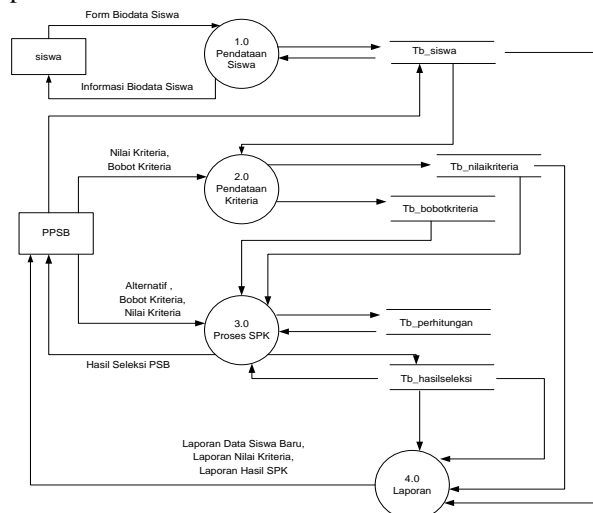 Form Biodata Siswa
siswa
1.0
Pendataan
Siswa
Tb_siswa
Informasi Biodata Siswa
Nilai Kriteria,
Bobot Kriteria
2.0
Pendataan
Kriteria
Tb_nilaikriteria
Tb_bobotkriteria
PPSB
Alternatif ,
Bobot Kriteria,
Nilai Kriteria
3.0
Proses SPK
Tb_perhitungan
Hasil Seleksi PSB
Tb_hasilseleksi
Laporan Data Siswa Baru,
Laporan Nilai Kriteria,
Laporan Hasil SPK
4.0
Laporan